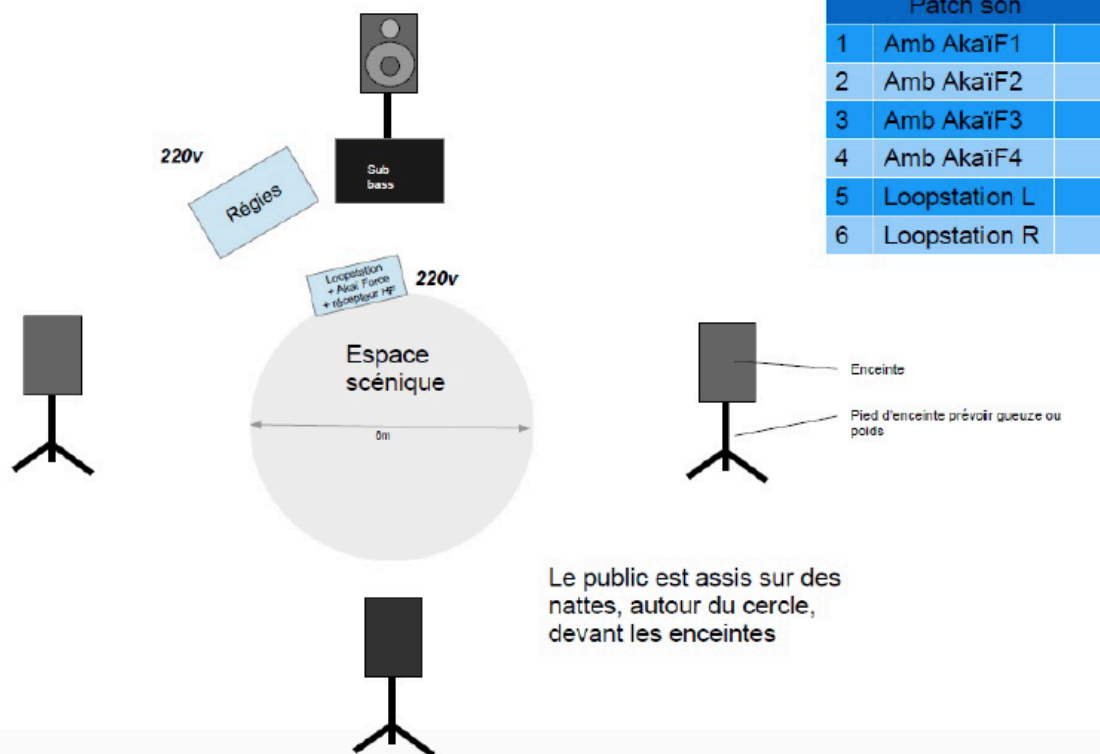 Patch son
1 Amb AkaïF1
2 Amb AkaïF2
3 Amb AkaïF3
4 Amb AkaïF4
5 Loopstation L
6 Loopstation R
220v
Régies
Sub
bass
Loopstation
+ Akai Force
+ récepteur HF
220v
Espace
scénique
6m
Enceinte
Pied d'enceinte prévoir gueuze ou
poids
Le public est assis sur des
nattes, autour du cercle,
devant les enceintes